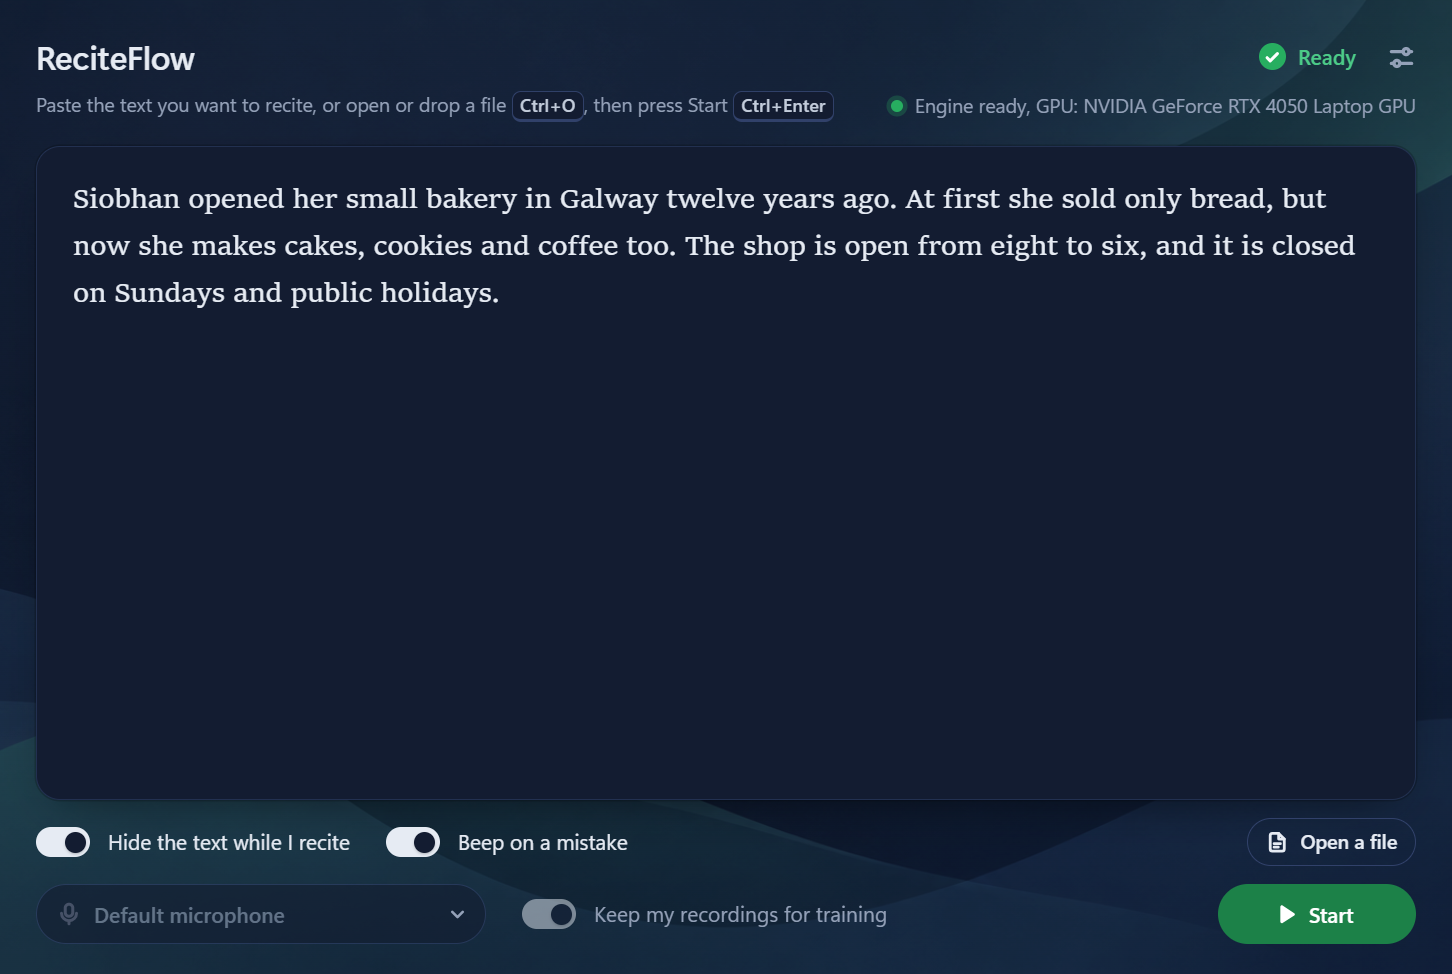 ReciteFlow
Ready
Paste the text you want to recite, or open or drop a file Ctrl+O, then press Start Ctrl+Enter
Engine ready, GPU: NVIDIA GeForce RTX 4050 Laptop GPU
Siobhan opened her small bakery in Galway twelve years ago. At first she sold only bread, but
now she makes cakes, cookies and coffee too. The shop is open from eight to six, and it is closed
on Sundays and public holidays.
Hide the text while I recite
Beep on a mistake
Open a file
Default microphone
Keep my recordings for training
Start